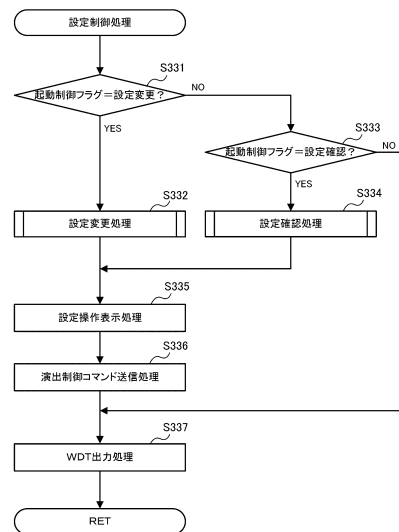 設定制御処理
S331
起動制御フラグ＝設定変更？
NO
YES
S333
起動制御フラグ＝設定確認？
NO
YES
S332
設定変更処理
S334
設定確認処理
S335
設定操作表示処理
S336
演出制御コマンド送信処理
S337
WDT出力処理
RET